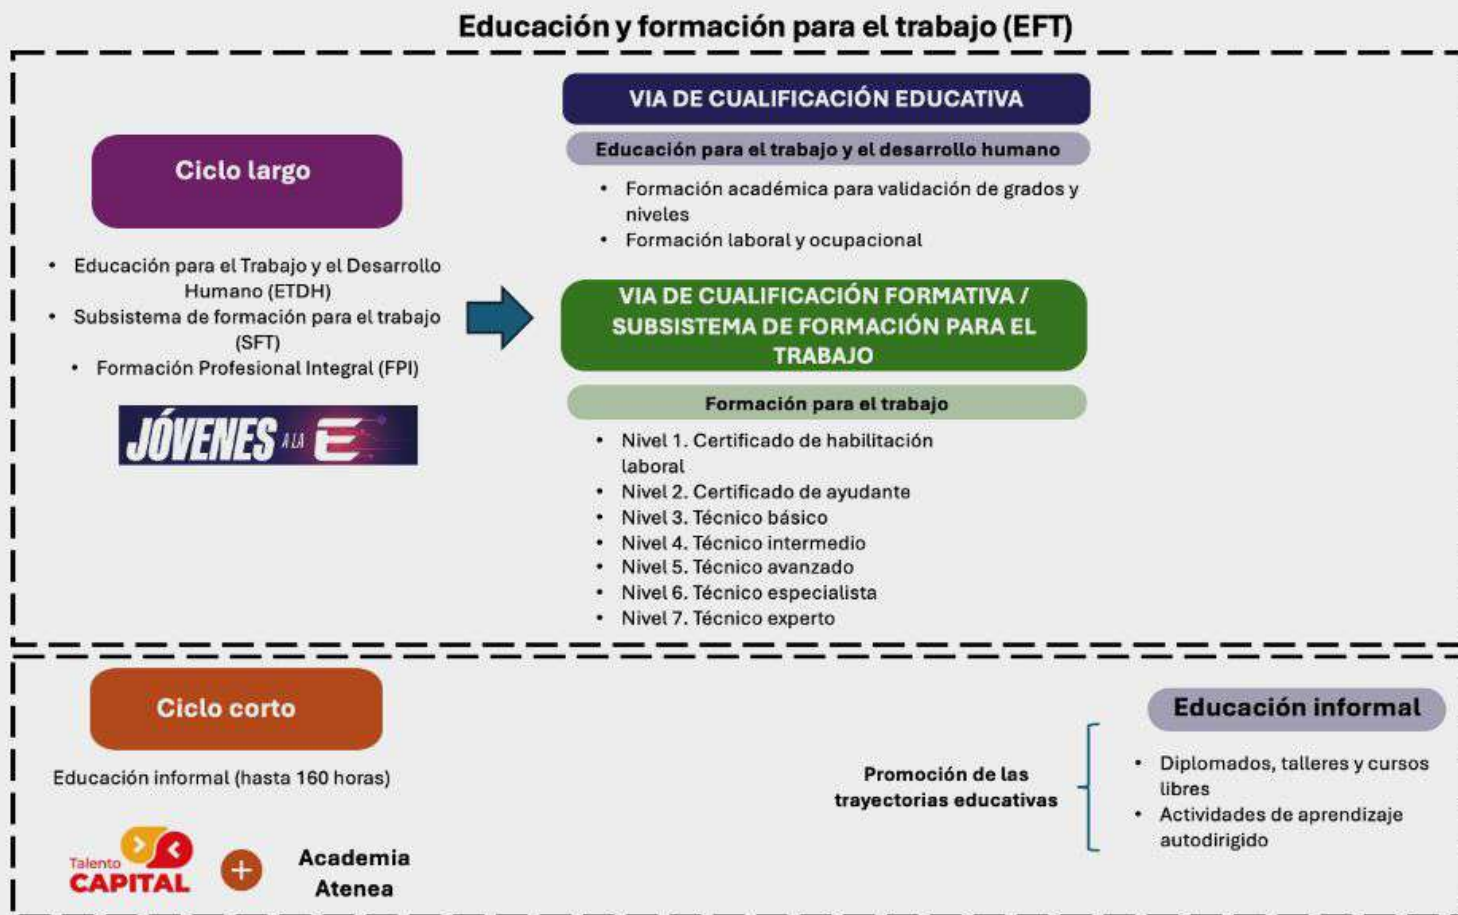 Educación y formación para el trabajo (EFT)
Ciclo largo
• Educación para el Trabajo y el Desarrollo
Humano (ETDH)
• Subsistema de formación para el trabajo
(SFT)
• Formación Profesional Integral (FPI)
JÓVENES A LA E
VIA DE CUALIFICACIÓN EDUCATIVA
Educación para el trabajo y el desarrollo humano
• Formación académica para validación de grados y
niveles
• Formación laboral y ocupacional
VIA DE CUALIFICACIÓN FORMATIVA /
SUBSISTEMA DE FORMACIÓN PARA EL
TRABAJO
Formación para el trabajo
• Nivel 1. Certificado de habilitación
laboral
• Nivel 2. Certificado de ayudante
• Nivel 3. Técnico básico
• Nivel 4. Técnico intermedio
• Nivel 5. Técnico avanzado
• Nivel 6. Técnico especialista
• Nivel 7. Técnico experto
Ciclo corto
Educación informal (hasta 160 horas)
Talento
CAPITAL
+
Academia
Atenea
Promoción de las
trayectorias educativas
Educación informal
• Diplomados, talleres y cursos
libres
• Actividades de aprendizaje
autodirigido